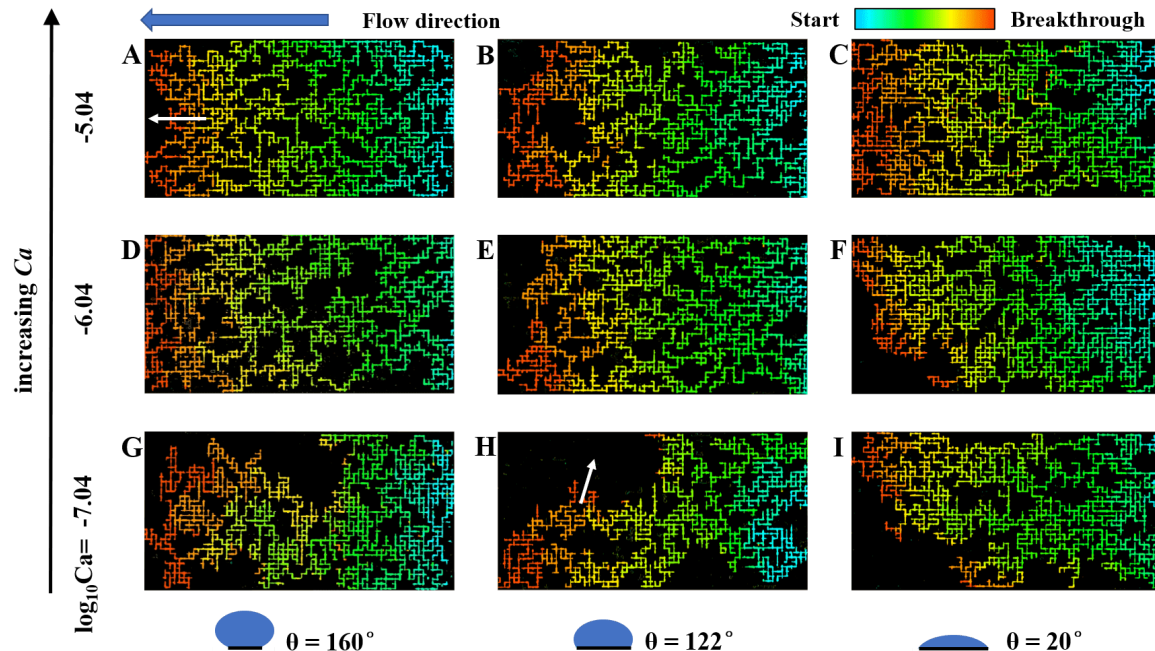 Flow direction
Start
Breakthrough
A
B
C
-5.04
D
E
F
-6.04
increasing Ca
G
H
I
log₁₀Ca= -7.04
θ = 160°
θ = 122°
θ = 20°